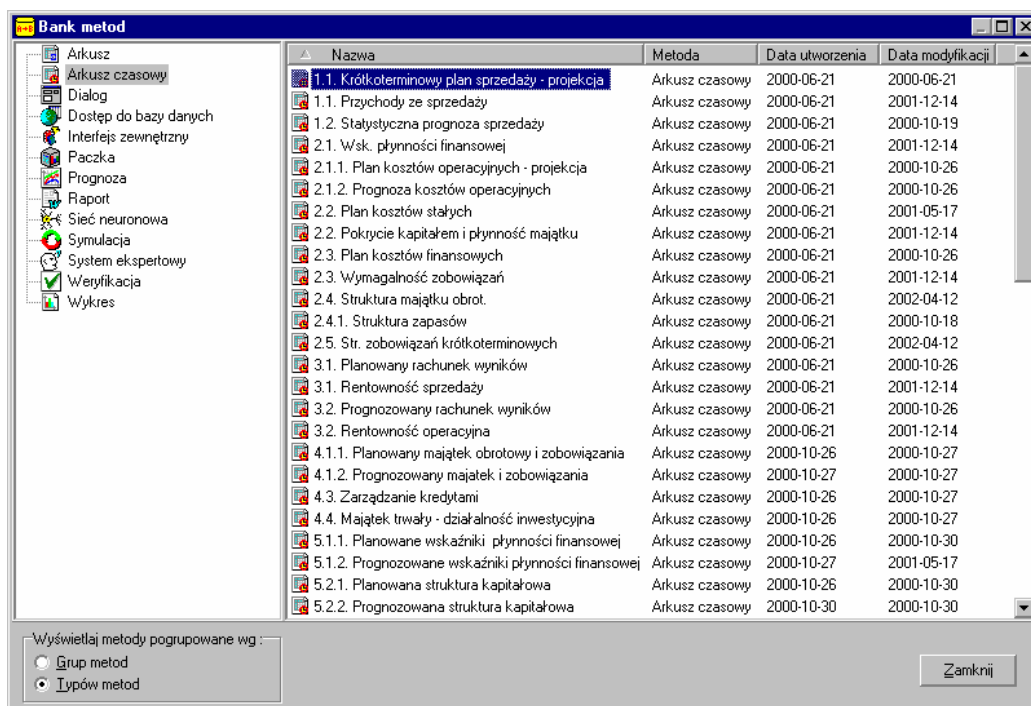 Bank metod
Arkusz
Arkusz czasowy
Dialog
Dostęp do bazy danych
Interfejs zewnętrzny
Paczka
Prognoza
Raport
Sieć neuronowa
Symulacja
System ekspertowy
Weryfikacja
Wykres
Nazwa Metoda Data utworzenia Data modyfikacji
1.1. Krótkoterminowy plan sprzedaży - projekcja Arkusz czasowy 2000-06-21 2000-06-21
1.1. Przychody ze sprzedaży Arkusz czasowy 2000-06-21 2001-12-14
1.2. Statystyczna prognoza sprzedaży Arkusz czasowy 2000-06-21 2000-10-19
2.1. Wsk. płynności finansowej Arkusz czasowy 2000-06-21 2001-12-14
2.1.1. Plan kosztów operacyjnych - projekcja Arkusz czasowy 2000-06-21 2000-10-26
2.1.2. Prognoza kosztów operacyjnych Arkusz czasowy 2000-06-21 2000-10-26
2.2. Plan kosztów stałych Arkusz czasowy 2000-06-21 2001-05-17
2.2. Pokrycie kapitałem i płynność majątku Arkusz czasowy 2000-06-21 2001-12-14
2.3. Plan kosztów finansowych Arkusz czasowy 2000-06-21 2000-10-26
2.3. Wymagalność zobowiązań Arkusz czasowy 2000-06-21 2001-12-14
2.4. Struktura majątku obrot. Arkusz czasowy 2000-06-21 2002-04-12
2.4.1. Struktura zapasów Arkusz czasowy 2000-06-21 2000-10-18
2.5. Str. zobowiązań krótkoterminowych Arkusz czasowy 2000-06-21 2002-04-12
3.1. Planowany rachunek wyników Arkusz czasowy 2000-06-21 2000-10-26
3.1. Rentowność sprzedaży Arkusz czasowy 2000-06-21 2001-12-14
3.2. Prognozowany rachunek wyników Arkusz czasowy 2000-06-21 2000-10-26
3.2. Rentowność operacyjna Arkusz czasowy 2000-06-21 2001-12-14
4.1.1. Planowany majątek obrotowy i zobowiązania Arkusz czasowy 2000-10-26 2000-10-27
4.1.2. Prognozowany majatek i zobowiązania Arkusz czasowy 2000-10-27 2000-10-27
4.3. Zarządzanie kredytami Arkusz czasowy 2000-10-26 2000-10-27
4.4. Majątek trwały - działalność inwestycyjna Arkusz czasowy 2000-10-26 2000-10-27
5.1.1. Planowane wskaźniki płynności finansowej Arkusz czasowy 2000-10-26 2000-10-30
5.1.2. Prognozowane wskaźniki płynności finansowej Arkusz czasowy 2000-10-27 2001-05-17
5.2.1. Planowana struktura kapitałowa Arkusz czasowy 2000-10-26 2000-10-30
5.2.2. Prognozowana struktura kapitałowa Arkusz czasowy 2000-10-30 2000-10-30
Wyświetlaj metody pogrupowane wg :
Grup metod
Typów metod
Zamknij